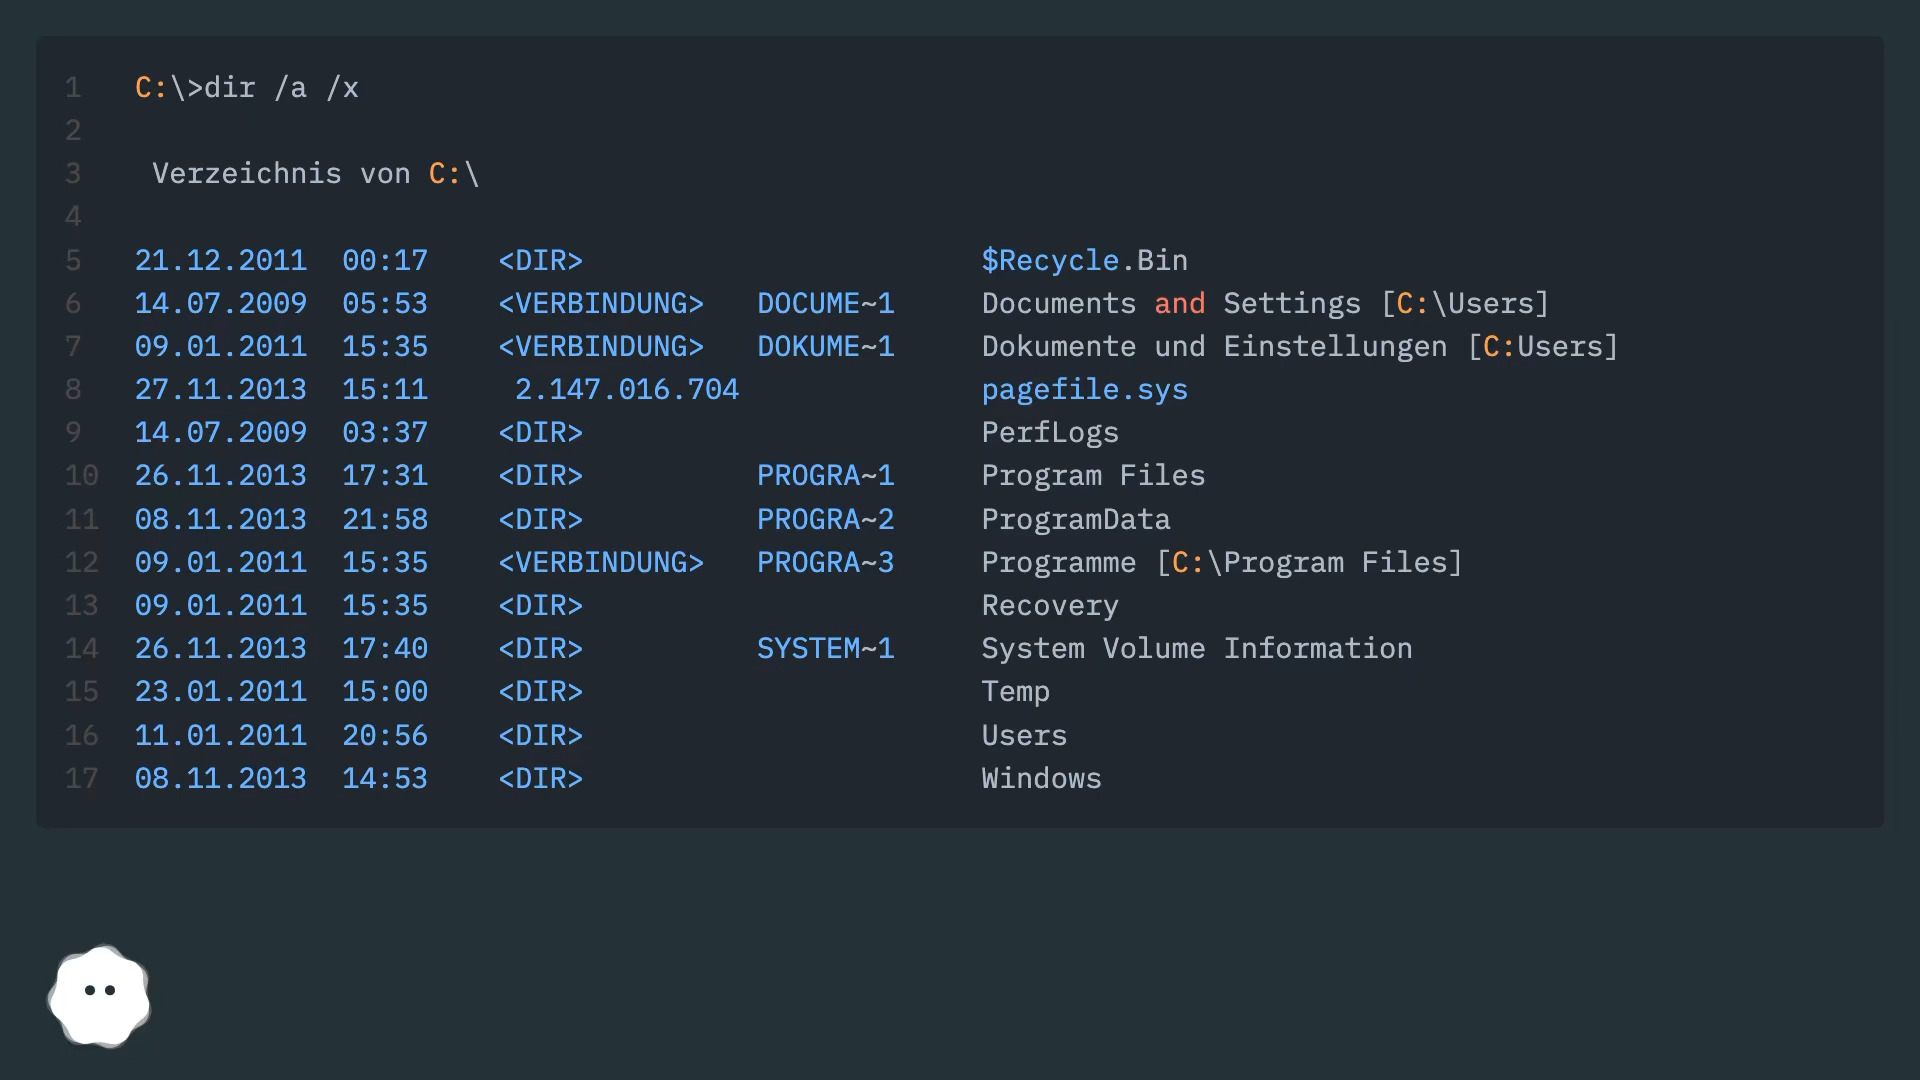 1 C:\>dir /a /x
2
3 Verzeichnis von C:\
4
5 21.12.2011 00:17 <DIR> $Recycle.Bin
6 14.07.2009 05:53 <VERBINDUNG> DOCUME~1 Documents and Settings [C:\Users]
7 09.01.2011 15:35 <VERBINDUNG> DOKUME~1 Dokumente und Einstellungen [C:Users]
8 27.11.2013 15:11 2.147.016.704 pagefile.sys
9 14.07.2009 03:37 <DIR> PerfLogs
10 26.11.2013 17:31 <DIR> PROGRA~1 Program Files
11 08.11.2013 21:58 <DIR> PROGRA~2 ProgramData
12 09.01.2011 15:35 <VERBINDUNG> PROGRA~3 Programme [C:\Program Files]
13 09.01.2011 15:35 <DIR> Recovery
14 26.11.2013 17:40 <DIR> SYSTEM~1 System Volume Information
15 23.01.2011 15:00 <DIR> Temp
16 11.01.2011 20:56 <DIR> Users
17 08.11.2013 14:53 <DIR> Windows